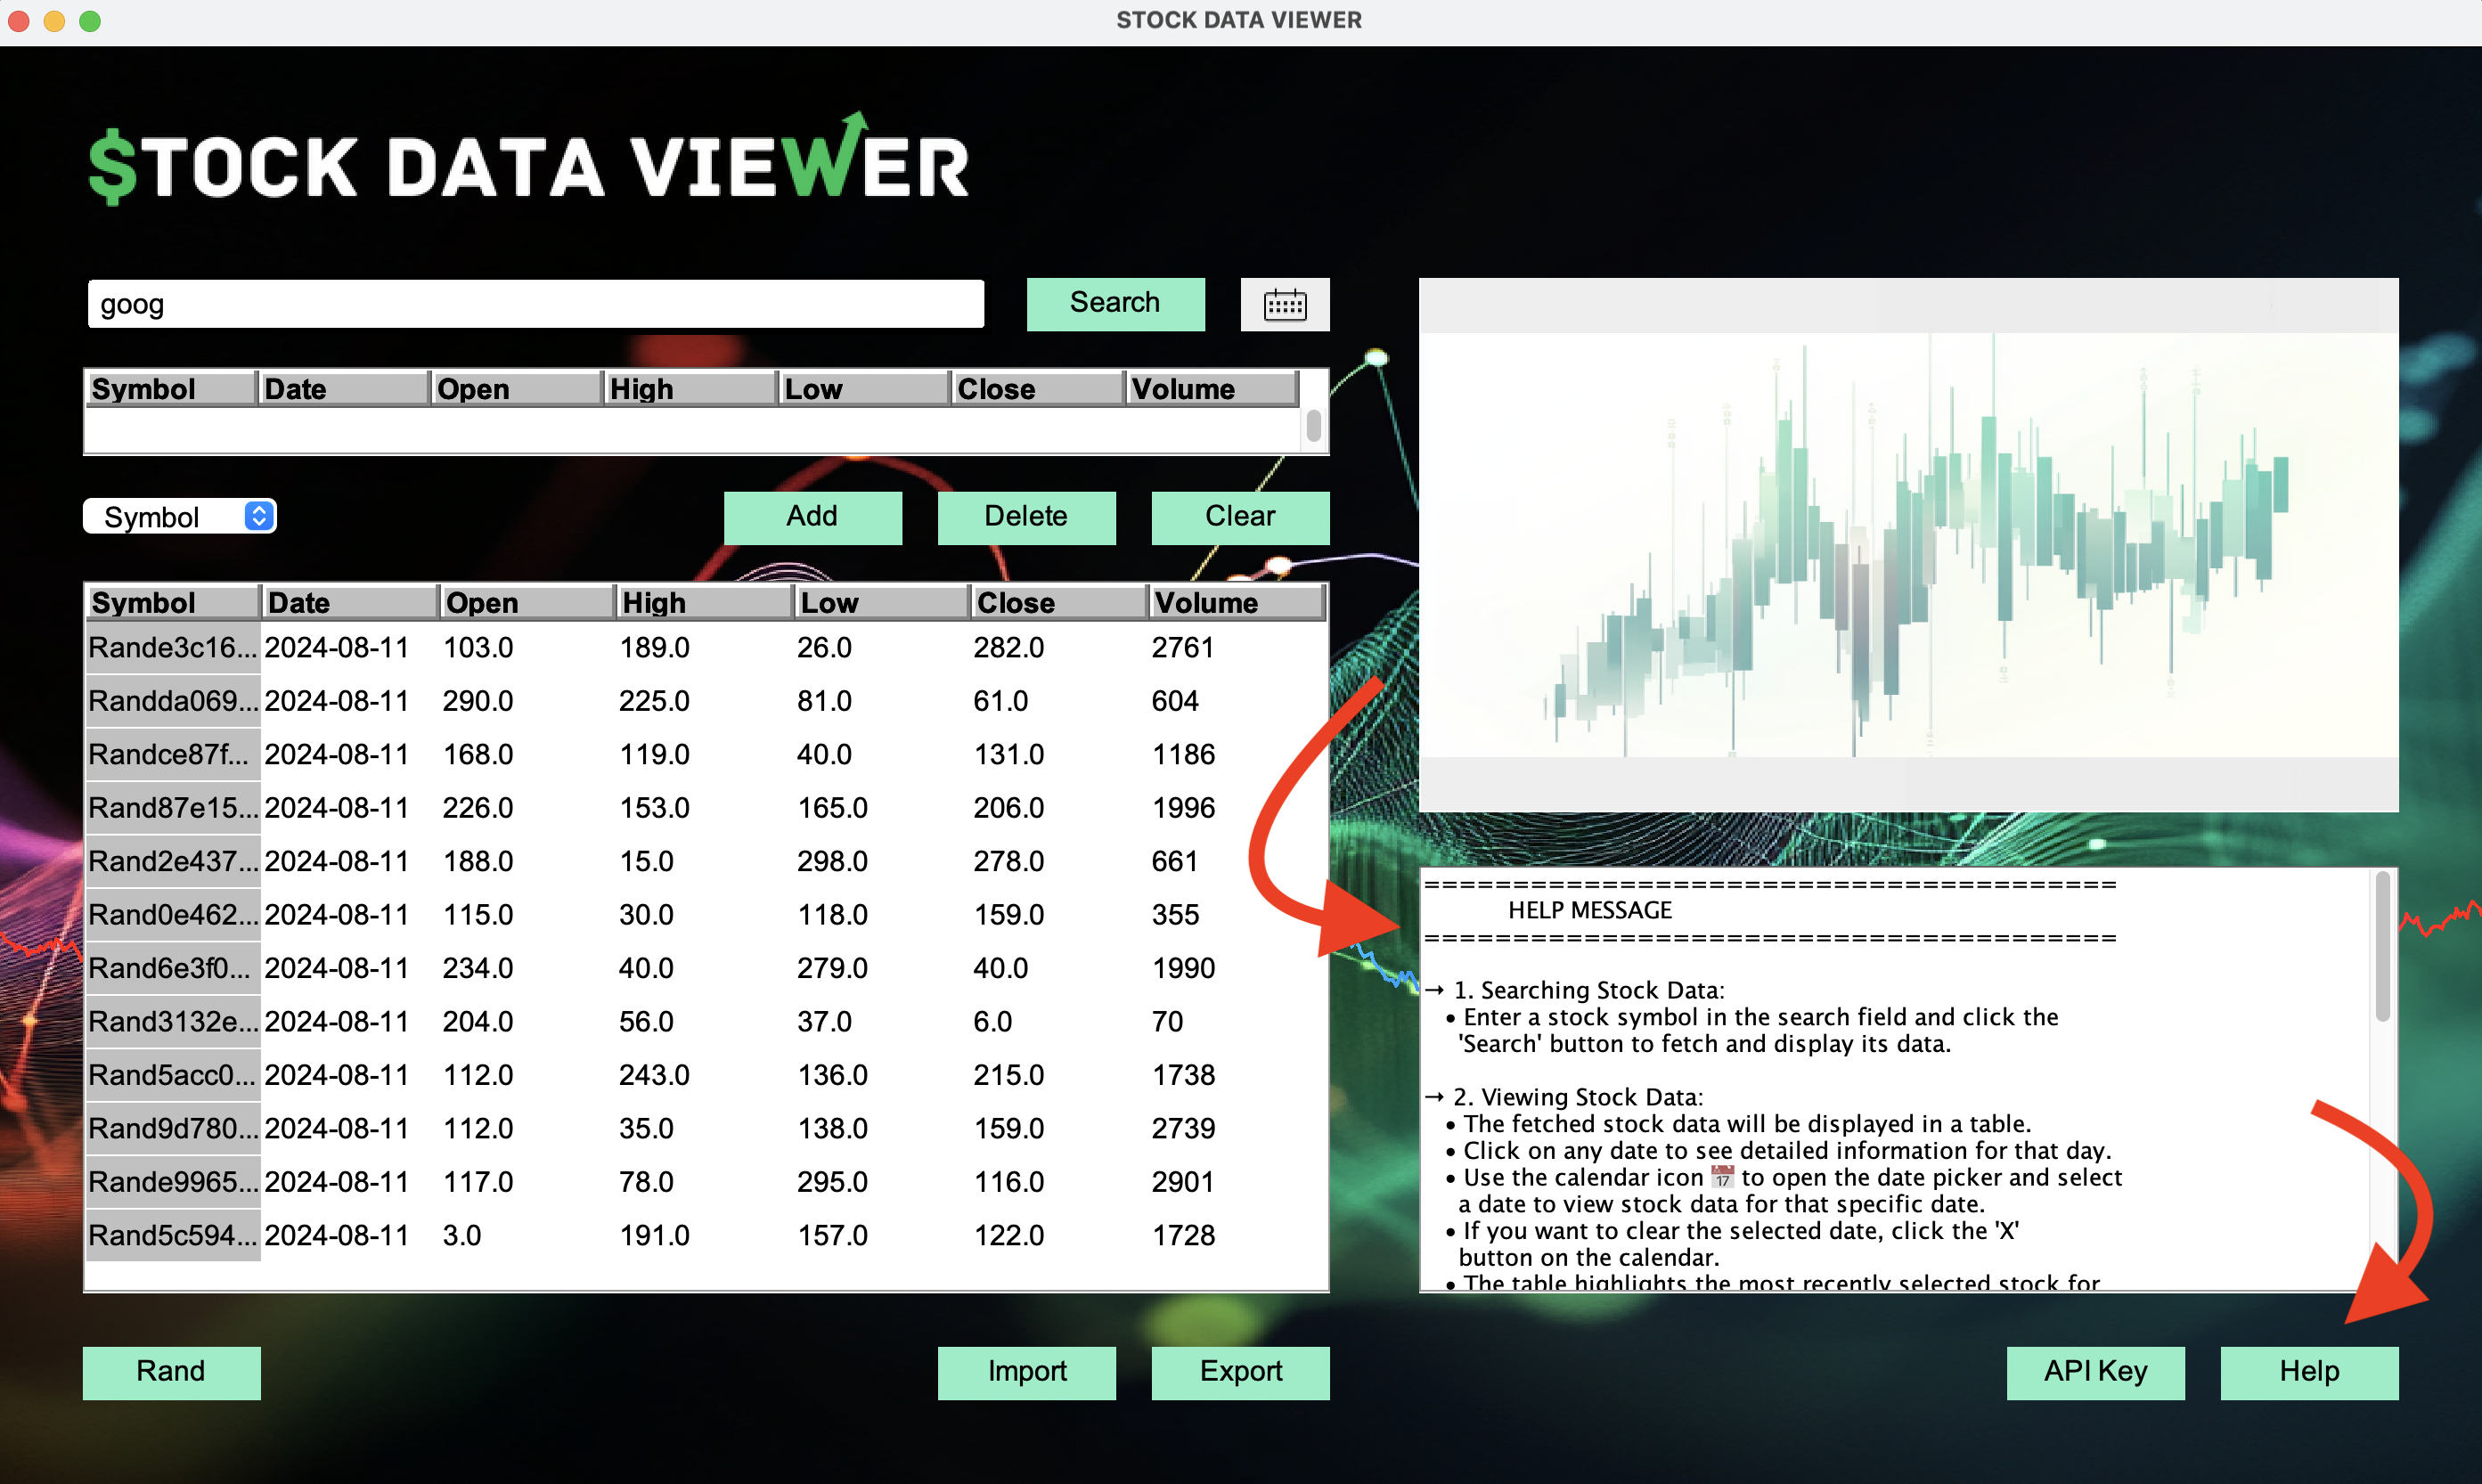 STOCK DATA VIEWER
$TOCK DATA VIEWER
goog
Search
Symbol Date Open High Low Close Volume
Symbol
Add Delete Clear
Symbol Date Open High Low Close Volume
Rande3c16... 2024-08-11 103.0 189.0 26.0 282.0 2761
Randda069... 2024-08-11 290.0 225.0 81.0 61.0 604
Randce87f... 2024-08-11 168.0 119.0 40.0 131.0 1186
Rand87e15... 2024-08-11 226.0 153.0 165.0 206.0 1996
Rand2e437... 2024-08-11 188.0 15.0 298.0 278.0 661
Rand0e462... 2024-08-11 115.0 30.0 118.0 159.0 355
Rand6e3f0... 2024-08-11 234.0 40.0 279.0 40.0 1990
Rand3132e... 2024-08-11 204.0 56.0 37.0 6.0 70
Rand5acc0... 2024-08-11 112.0 243.0 136.0 215.0 1738
Rand9d780... 2024-08-11 112.0 35.0 138.0 159.0 2739
Rande9965... 2024-08-11 117.0 78.0 295.0 116.0 2901
Rand5c594... 2024-08-11 3.0 191.0 157.0 122.0 1728
Rand
Import Export
=======================================
HELP MESSAGE
=======================================
→ 1. Searching Stock Data:
• Enter a stock symbol in the search field and click the
'Search' button to fetch and display its data.
→ 2. Viewing Stock Data:
• The fetched stock data will be displayed in a table.
• Click on any date to see detailed information for that day.
• Use the calendar icon 📅 to open the date picker and select
a date to view stock data for that specific date.
• If you want to clear the selected date, click the 'X'
button on the calendar.
• The table highlights the most recently selected stock for
API Key Help